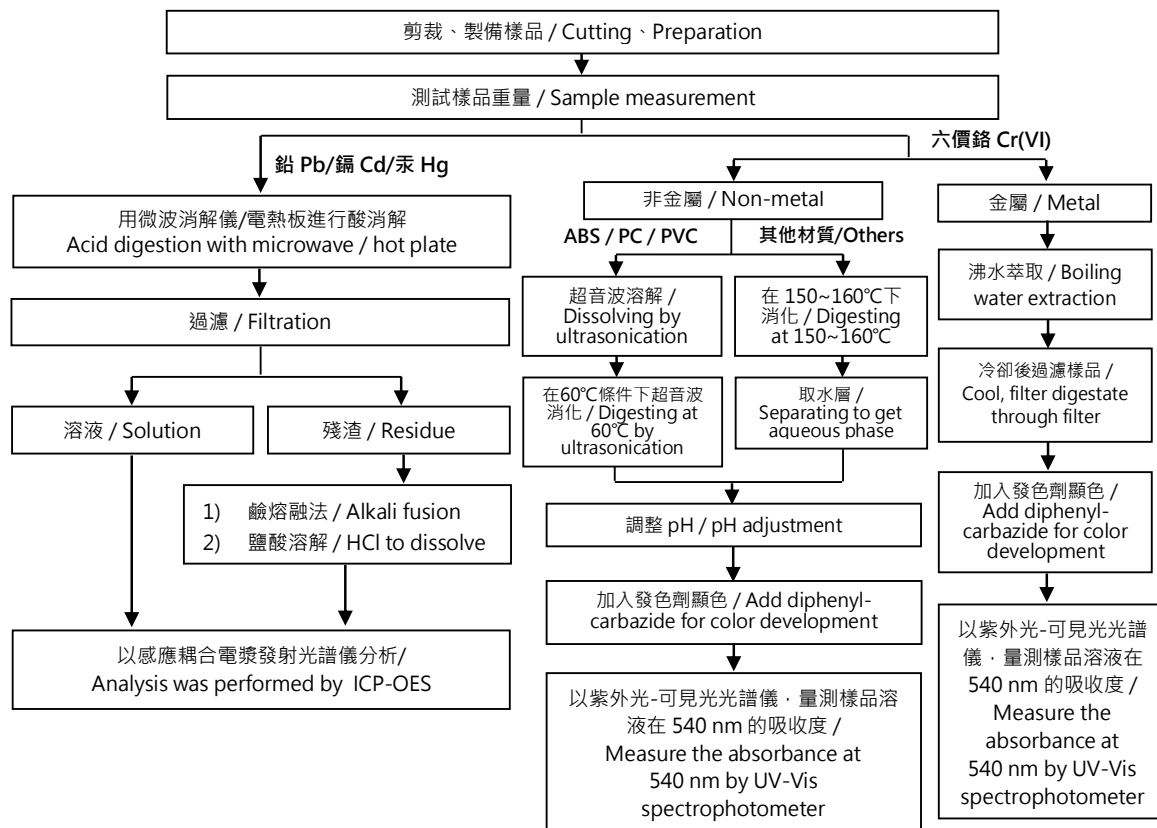 剪裁、製備樣品 / Cutting、Preparation
測試樣品重量 / Sample measurement
鉛 Pb/鎘 Cd/汞 Hg
六價鉻 Cr(VI)
用微波消解儀/電熱板進行酸消解
Acid digestion with microwave / hot plate
過濾 / Filtration
溶液 / Solution
殘渣 / Residue
1) 鹼熔融法 / Alkali fusion
2) 鹽酸溶解 / HCl to dissolve
以感應耦合電漿發射光譜儀分析/
Analysis was performed by ICP-OES
非金屬 / Non-metal
ABS / PC / PVC
其他材質/Others
超音波溶解 /
Dissolving by
ultrasonication
在 150~160℃下
消化 / Digesting
at 150~160℃
在60℃條件下超音波
消化 / Digesting at
60℃ by
ultrasonication
取水層 /
Separating to get
aqueous phase
調整 pH / pH adjustment
加入發色劑顯色 / Add diphenyl-
carbazide for color development
以紫外光-可見光光譜儀，量測樣品溶
液在 540 nm 的吸收度 /
Measure the absorbance at
540 nm by UV-Vis
spectrophotometer
金屬 / Metal
沸水萃取 / Boiling
water extraction
冷卻後過濾樣品 /
Cool, filter digestate
through filter
加入發色劑顯色 /
Add diphenyl-
carbazide for color
development
以紫外光-可見光光譜
儀，量測樣品溶液在
540 nm 的吸收度 /
Measure the
absorbance at
540 nm by UV-Vis
spectrophotometer